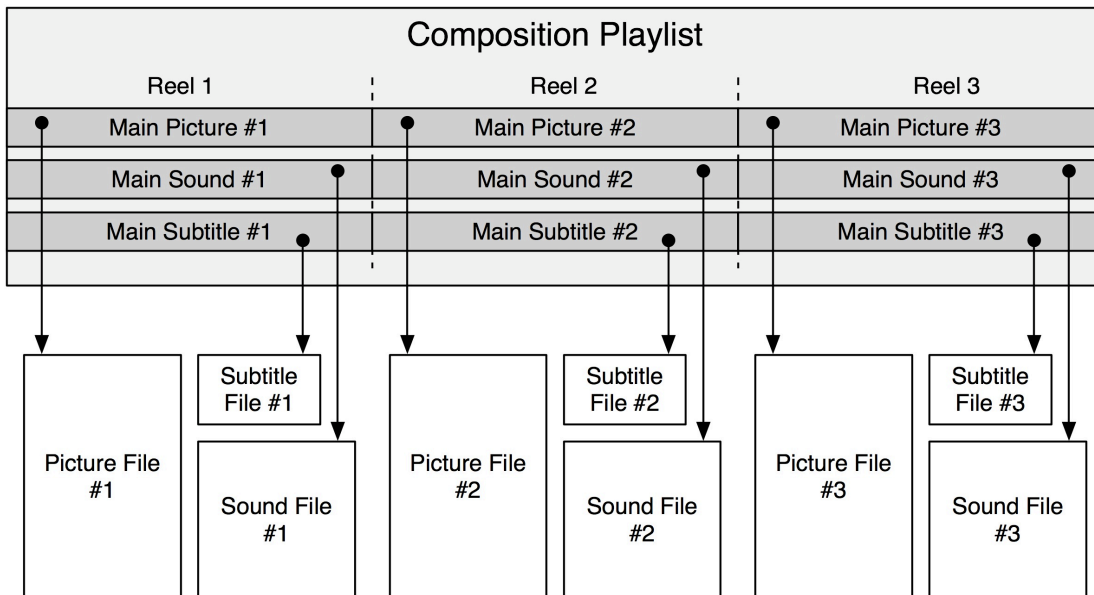 Composition Playlist
Reel 1
Reel 2
Reel 3
Main Picture #1
Main Picture #2
Main Picture #3
Main Sound #1
Main Sound #2
Main Sound #3
Main Subtitle #1
Main Subtitle #2
Main Subtitle #3
Picture File
#1
Subtitle
File #1
Sound File
#1
Picture File
#2
Subtitle
File #2
Sound File
#2
Picture File
#3
Subtitle
File #3
Sound File
#3